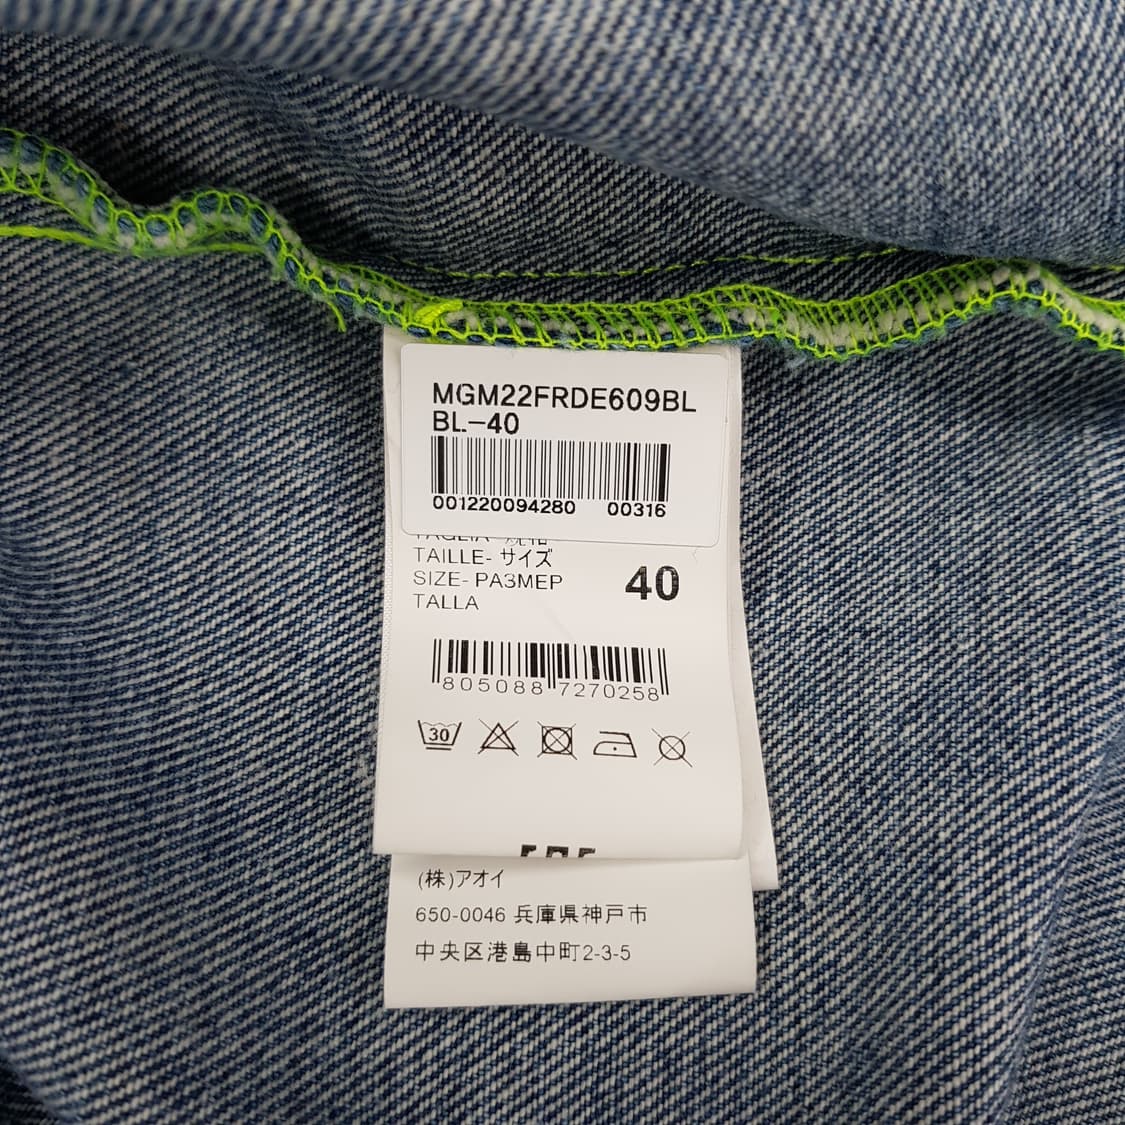 MGM22FRDE609BL
BL-40
001220094280 00316
TAGLIA-
TAILLE- サイズ
SIZE- РАЗМЕР
TALLA
40
805088 7270258
30
(株)アオイ
650-0046 兵庫県神戸市
中央区港島中町2-3-5